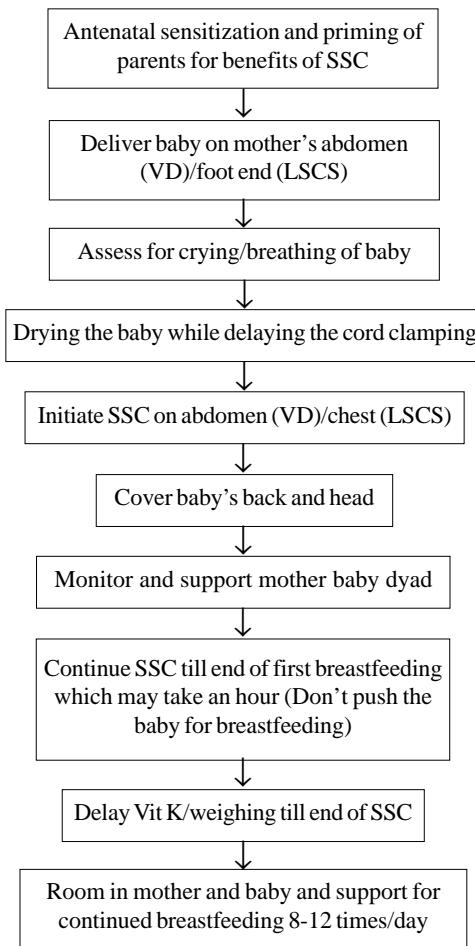 Antenatal sensitization and priming of
parents for benefits of SSC
Deliver baby on mother's abdomen
(VD)/foot end (LSCS)
Assess for crying/breathing of baby
Drying the baby while delaying the cord clamping
Initiate SSC on abdomen (VD)/chest (LSCS)
Cover baby's back and head
Monitor and support mother baby dyad
Continue SSC till end of first breastfeeding
which may take an hour (Don't push the
baby for breastfeeding)
Delay Vit K/weighing till end of SSC
Room in mother and baby and support for
continued breastfeeding 8-12 times/day